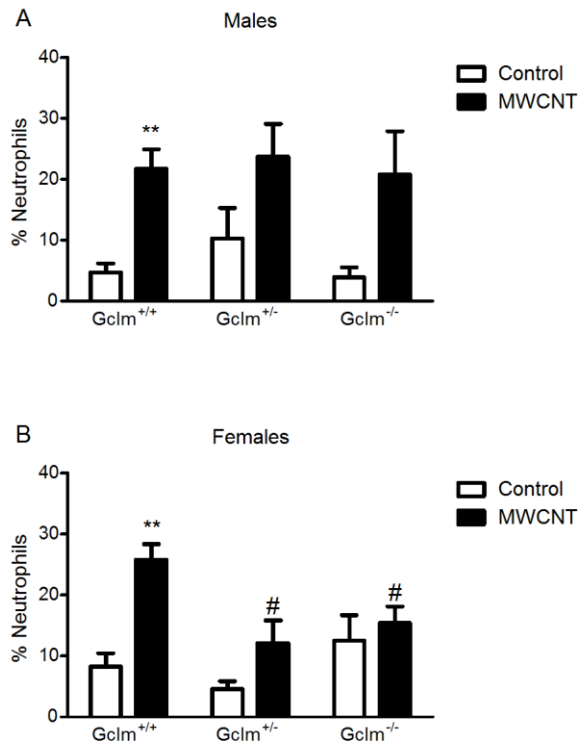 A
Males
40
30
20
10
0
% Neutrophils
**
Control
MWCNT
Gclm+/+
Gclm+/-
Gclm-/-
B
Females
40
30
20
10
0
% Neutrophils
**
#
#
Control
MWCNT
Gclm+/+
Gclm+/-
Gclm-/-